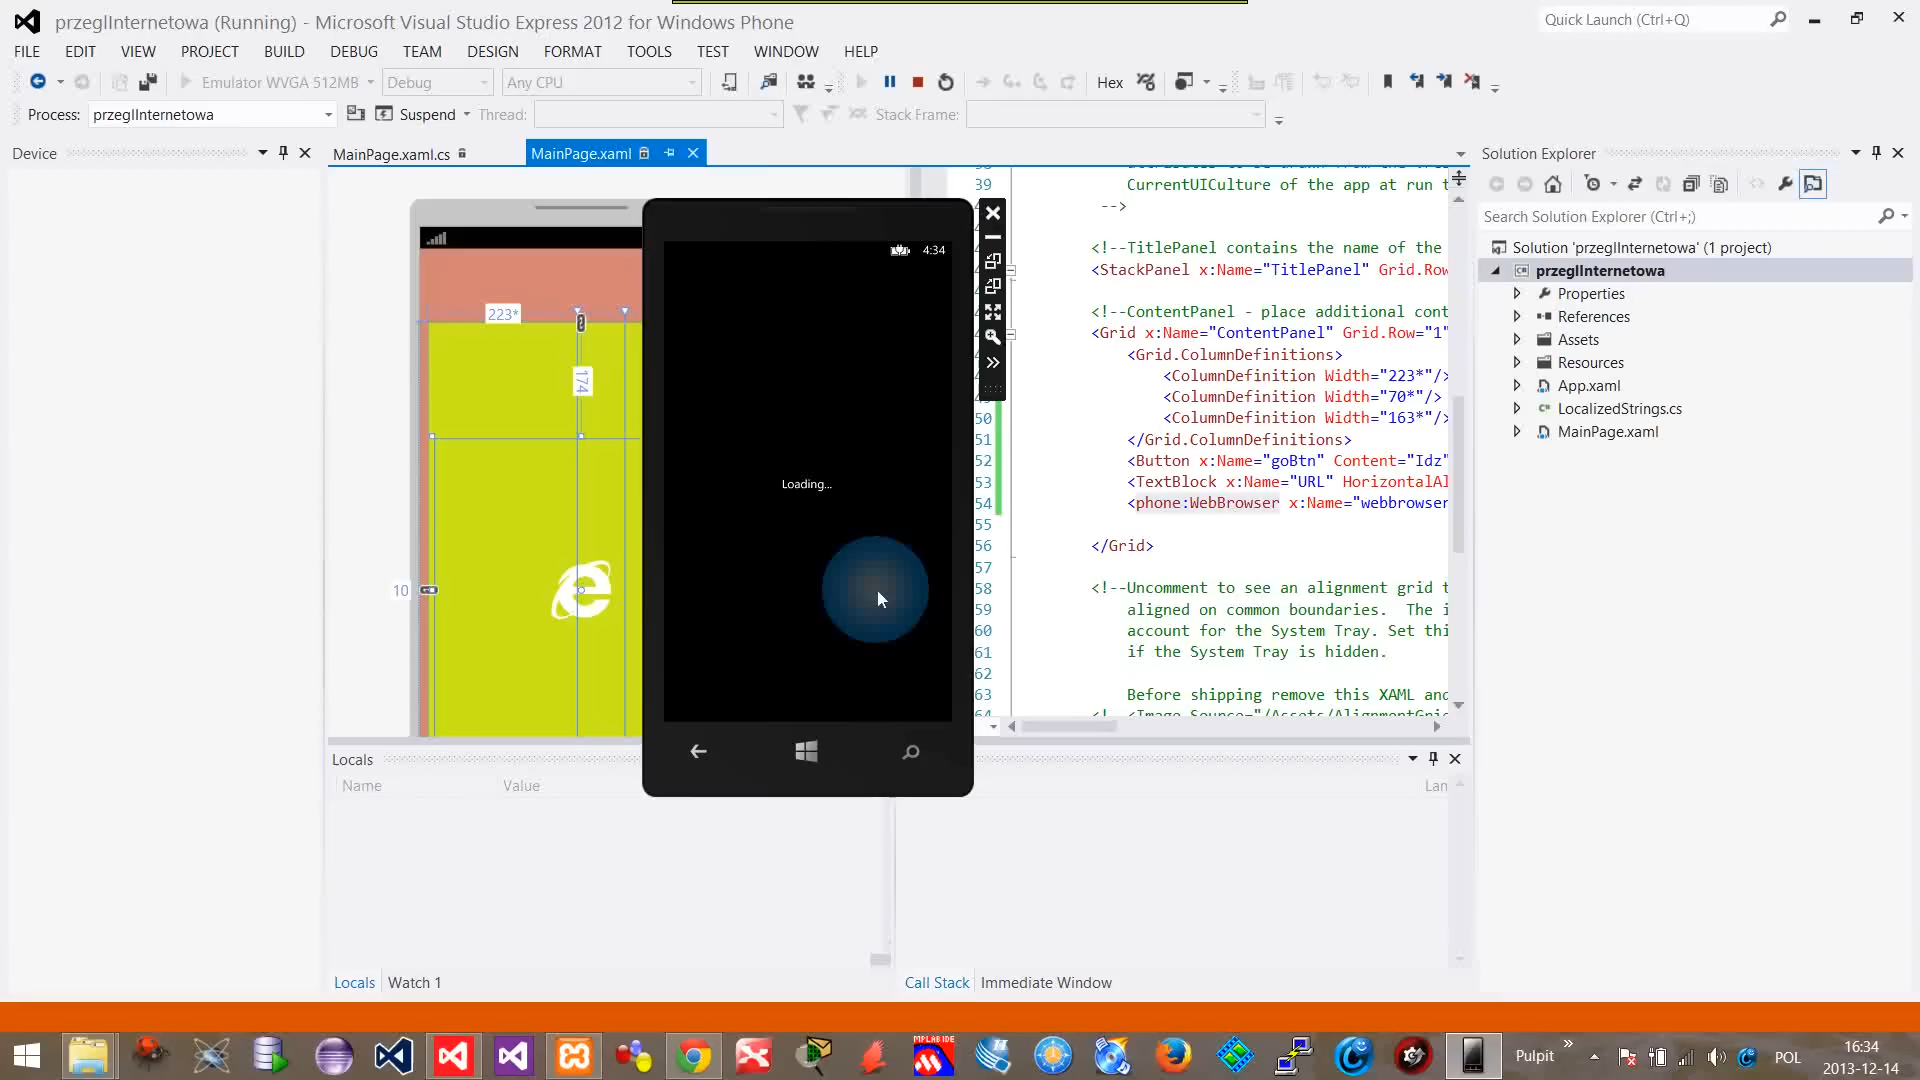 przeglInternetowa (Running) - Microsoft Visual Studio Express 2012 for Windows Phone
Quick Launch (Ctrl+Q)
FILE EDIT VIEW PROJECT BUILD DEBUG TEAM DESIGN FORMAT TOOLS TEST WINDOW HELP
Emulator WVGA 512MB Debug Any CPU Hex
Process: przeglInternetowa Suspend Thread: Stack Frame:
Device
MainPage.xaml.cs MainPage.xaml
Solution Explorer
Search Solution Explorer (Ctrl+;)
Solution 'przeglInternetowa' (1 project)
przeglInternetowa
Properties
References
Assets
Resources
App.xaml
LocalizedStrings.cs
MainPage.xaml
223*
174
10
4:34
Loading...
39 CurrentUICulture of the app at run t
-->
<!--TitlePanel contains the name of the
<StackPanel x:Name="TitlePanel" Grid.Row
<!--ContentPanel - place additional cont
<Grid x:Name="ContentPanel" Grid.Row="1"
<Grid.ColumnDefinitions>
<ColumnDefinition Width="223*"/>
<ColumnDefinition Width="70*"/>
50 <ColumnDefinition Width="163*"/>
51 </Grid.ColumnDefinitions>
52 <Button x:Name="goBtn" Content="Idz"
53 <TextBlock x:Name="URL" HorizontalAl
54 <phone:WebBrowser x:Name="webbrowser
55
56 </Grid>
57
58 <!--Uncomment to see an alignment grid t
59 aligned on common boundaries. The i
60 account for the System Tray. Set thi
61 if the System Tray is hidden.
62
63 Before shipping remove this XAML and
Locals
Name Value
Lan
Locals Watch 1
Call Stack Immediate Window
MPLAB IDE
Pulpit
POL
16:34
2013-12-14